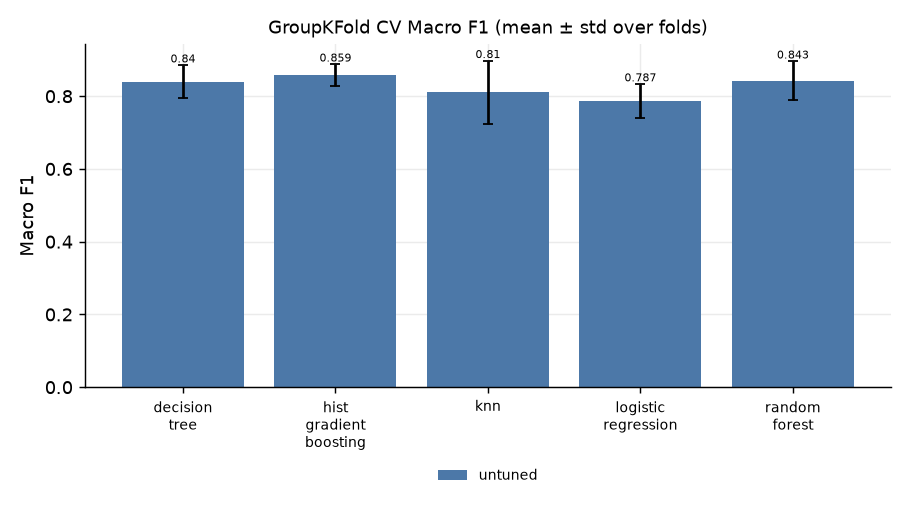 GroupKFold CV Macro F1 (mean ± std over folds)
0.84
0.859
0.81
0.787
0.843
Macro F1
0.8
0.6
0.4
0.2
0.0
decision
tree
hist
gradient
boosting
knn
logistic
regression
random
forest
untuned